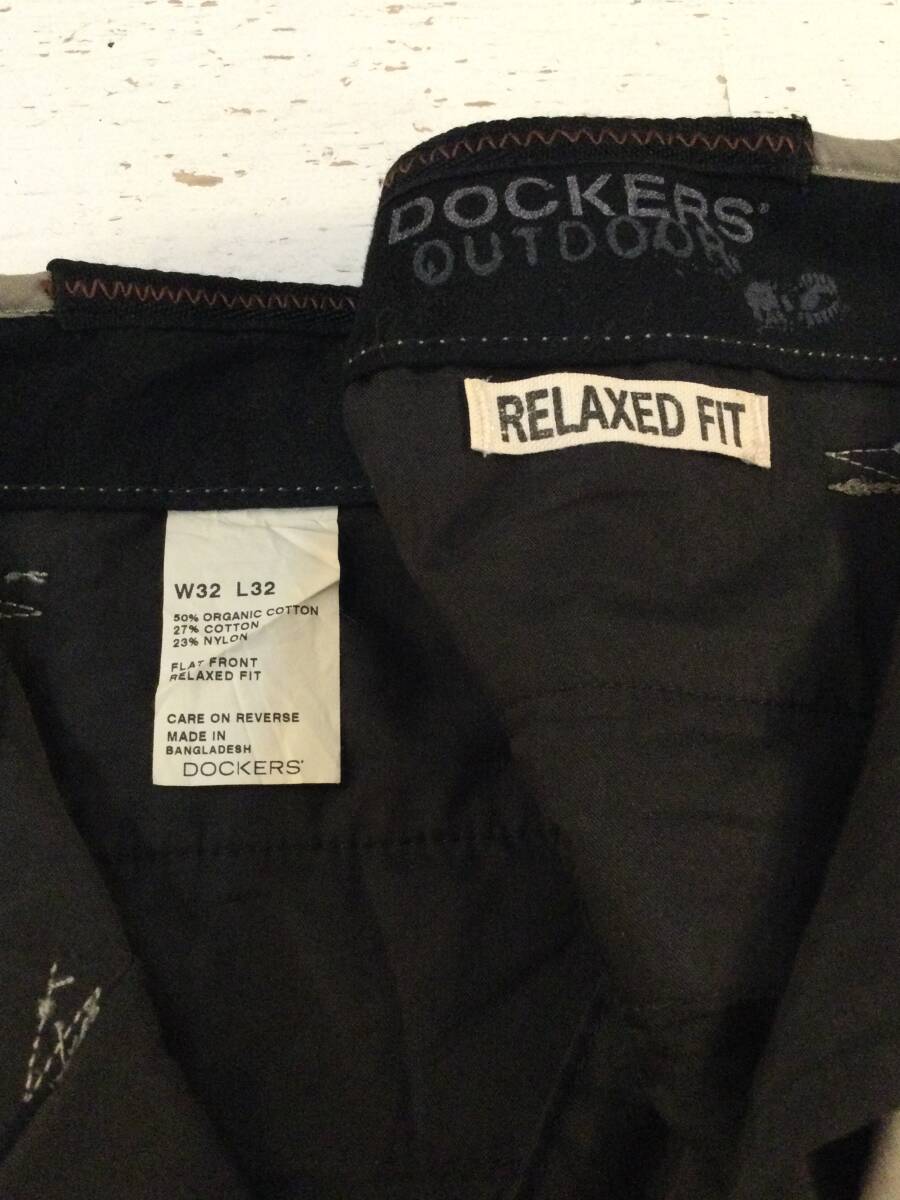 DOCKERS'
OUTDOOR
RELAXED FIT
W32 L32
50% ORGANIC COTTON
27% COTTON
23% NYLON
FLAT FRONT
RELAXED FIT
CARE ON REVERSE
MADE IN
BANGLADESH
DOCKERS'